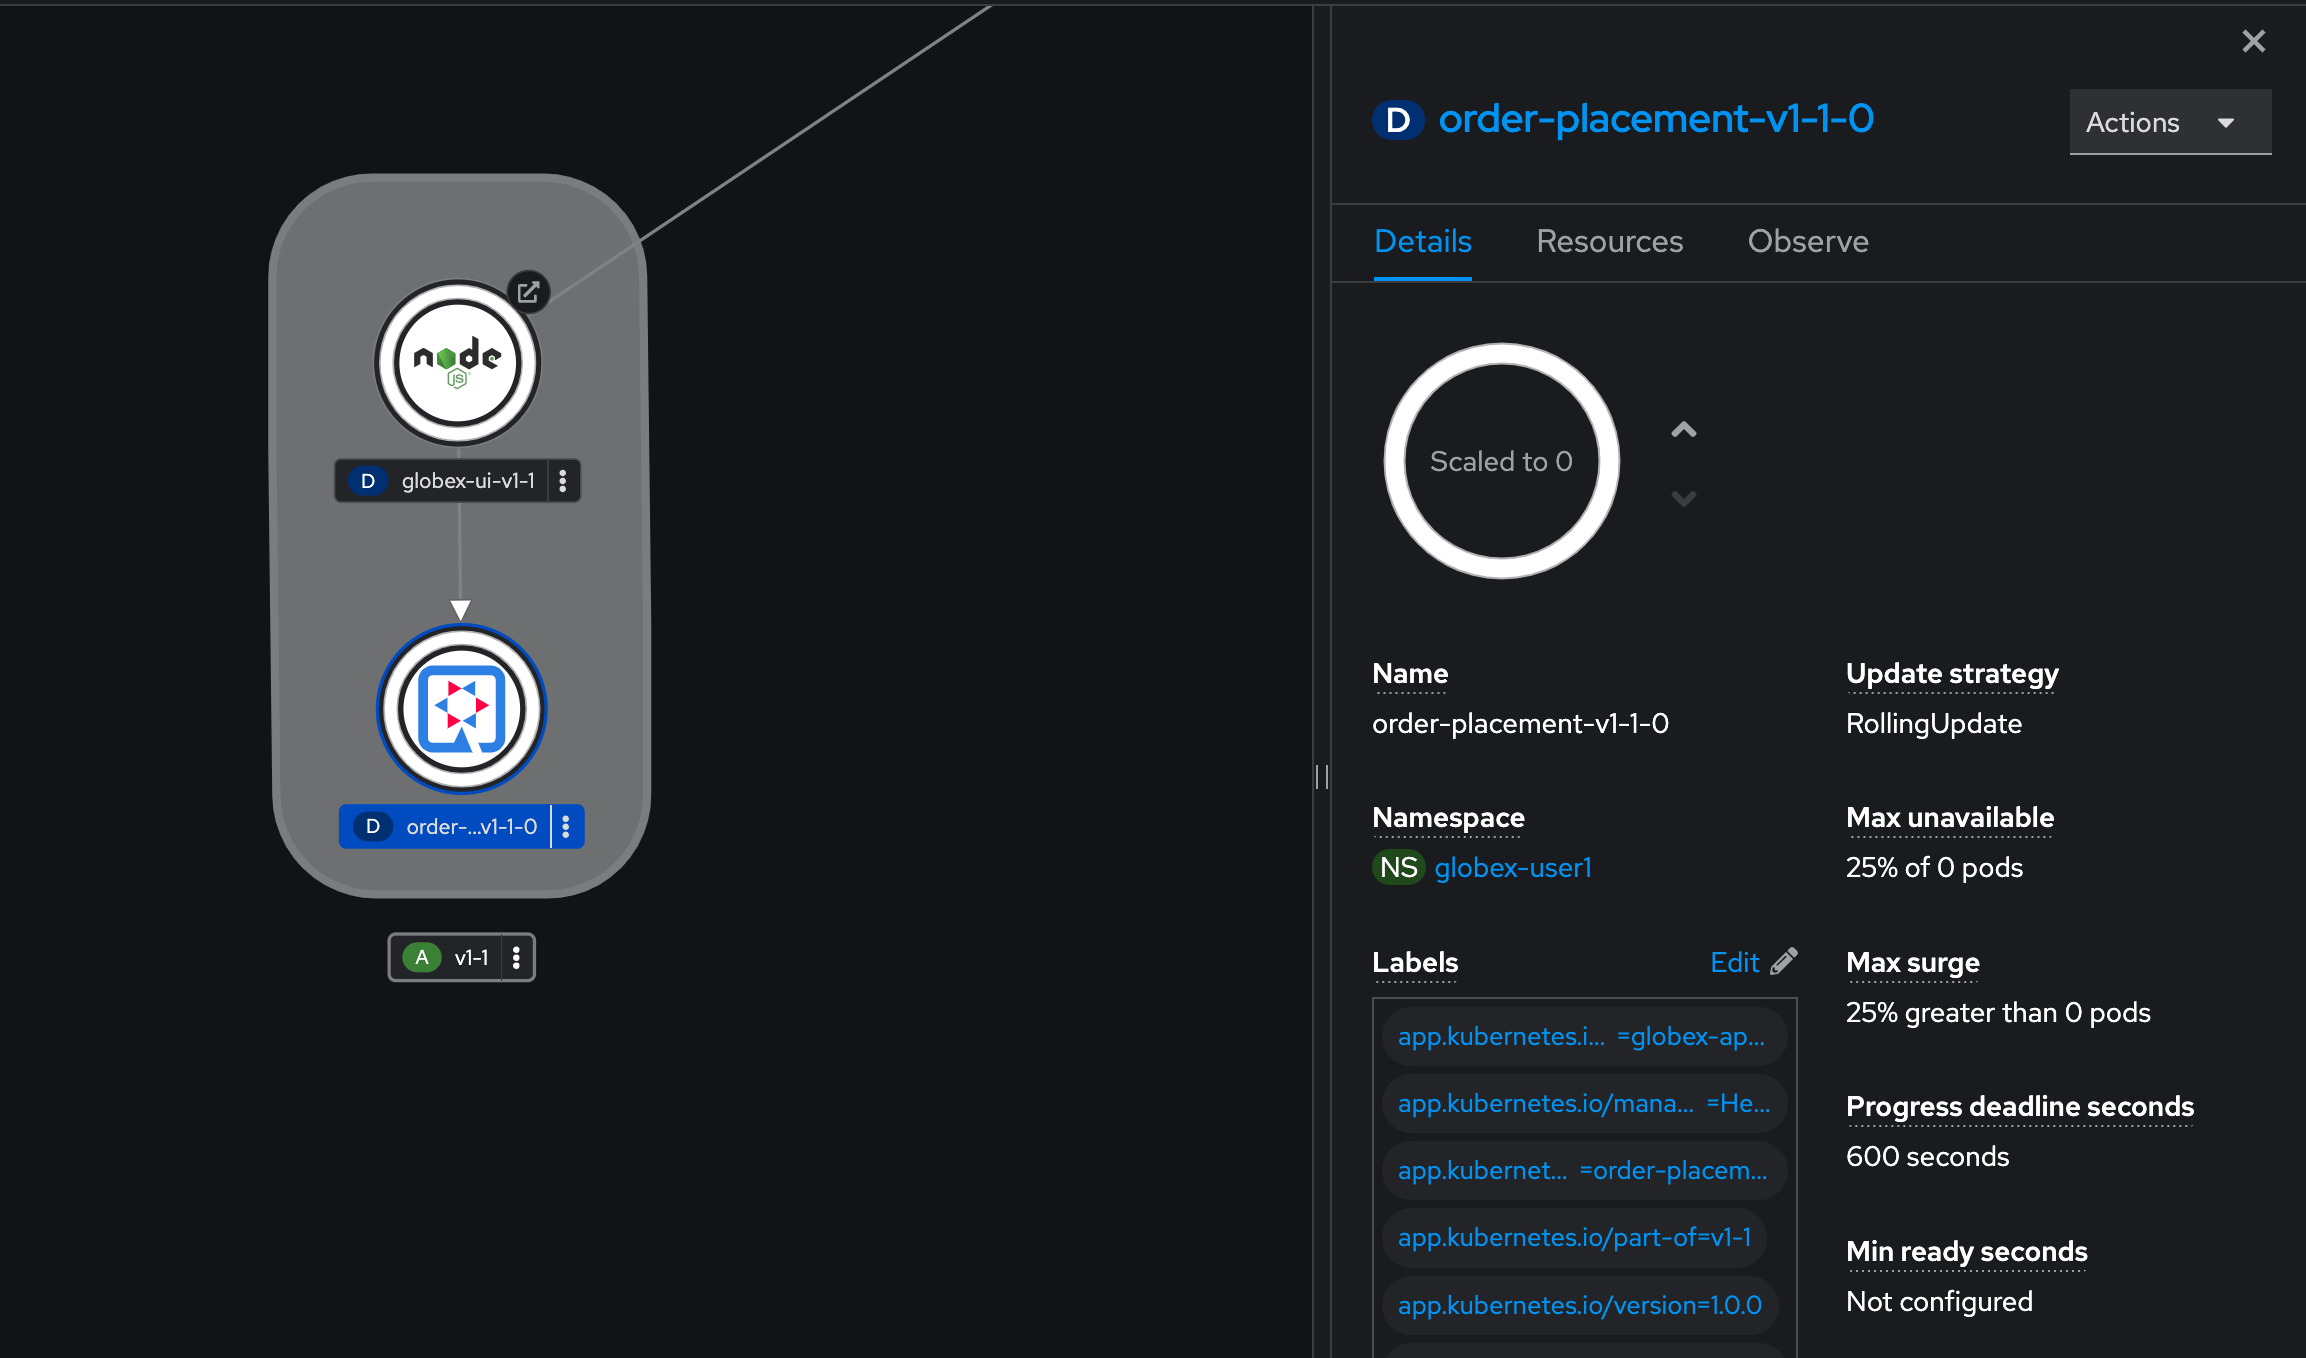 order-placement-v1-1-0
D
Actions
Details
Resources
Observe
node
JS
D globex-ui-v1-1
D order-...v1-1-0
A v1-1
Scaled to 0
Name
order-placement-v1-1-0
Update strategy
RollingUpdate
Namespace
NS globex-user1
Max unavailable
25% of 0 pods
Labels
Edit
Max surge
25% greater than 0 pods
app.kubernetes.i... =globex-ap...
app.kubernetes.io/mana... =He...
app.kubernet... =order-placem...
app.kubernetes.io/part-of=v1-1
app.kubernetes.io/version=1.0.0
Progress deadline seconds
600 seconds
Min ready seconds
Not configured